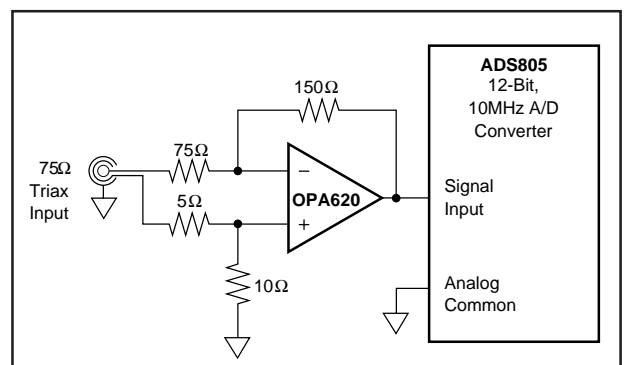 ADS805
12-Bit,
10MHz A/D
Converter
150Ω
75Ω
75Ω
Triax
Input
5Ω
−
OPA620
+
Signal
Input
10Ω
Analog
Common